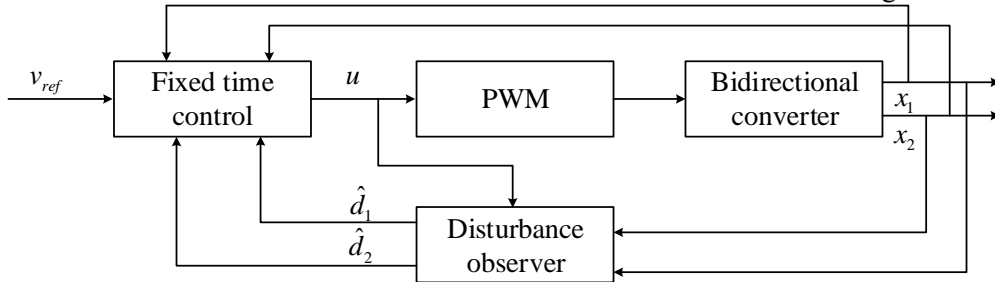 v_ref
Fixed time
control
u
PWM
Bidirectional
converter
x_1
x_2
d̂_1
d̂_2
Disturbance
observer